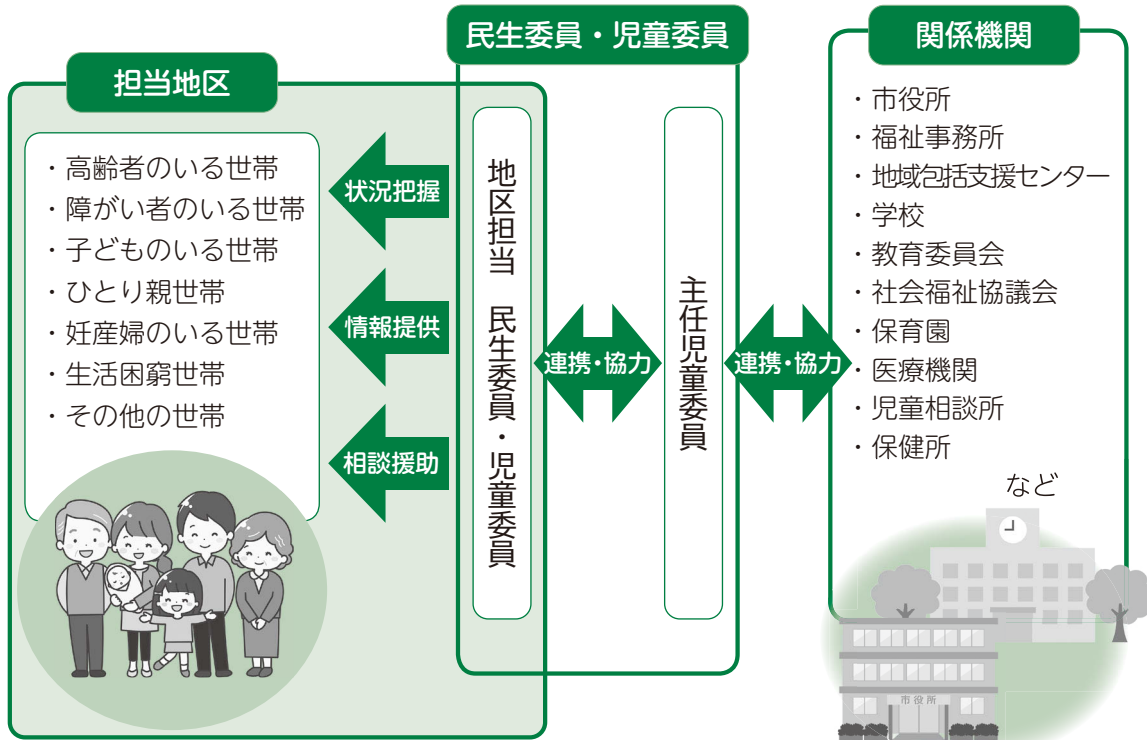 担当地区
・高齢者のいる世帯
・障がい者のいる世帯
・子どものいる世帯
・ひとり親世帯
・妊産婦のいる世帯
・生活困窮世帯
・その他の世帯
状況把握
情報提供
相談援助
民生委員・児童委員
地区担当　民生委員・児童委員
連携・協力
主任児童委員
連携・協力
関係機関
・市役所
・福祉事務所
・地域包括支援センター
・学校
・教育委員会
・社会福祉協議会
・保育園
・医療機関
・児童相談所
・保健所
など
市役所